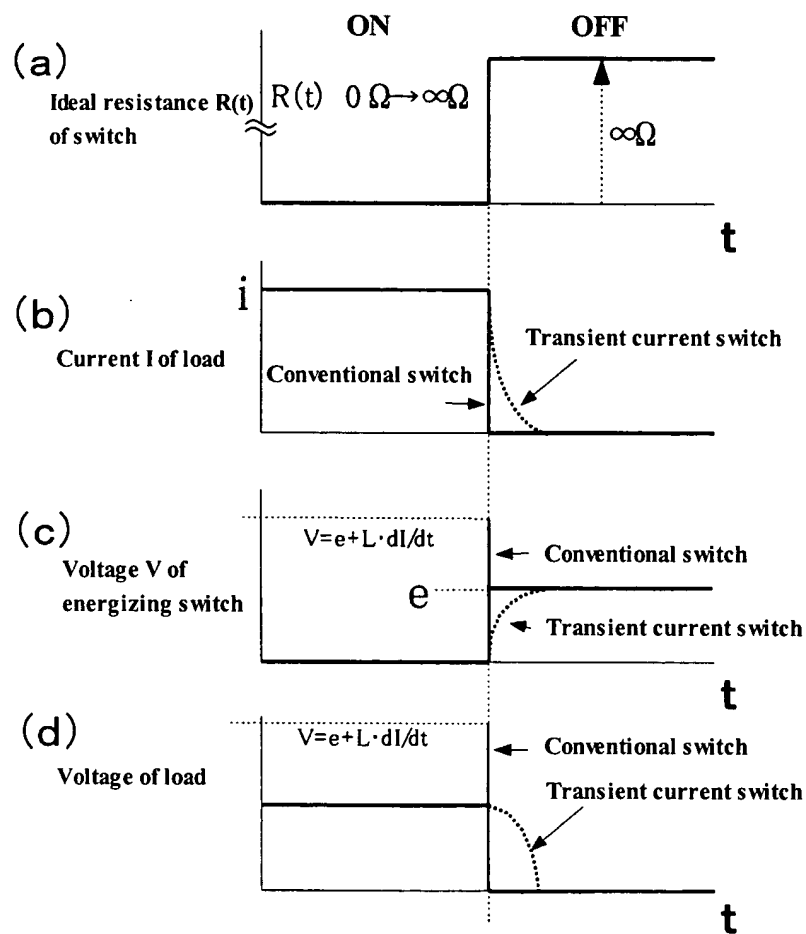 ON
OFF
(a)
Ideal resistance R(t)
of switch
R(t) 0Ω→∞Ω
∞Ω
t
(b)
i
Current I of load
Transient current switch
Conventional switch
(c)
V=e+L·dI/dt
Conventional switch
Voltage V of
energizing switch
e
Transient current switch
t
(d)
V=e+L·dI/dt
Conventional switch
Voltage of load
Transient current switch
t